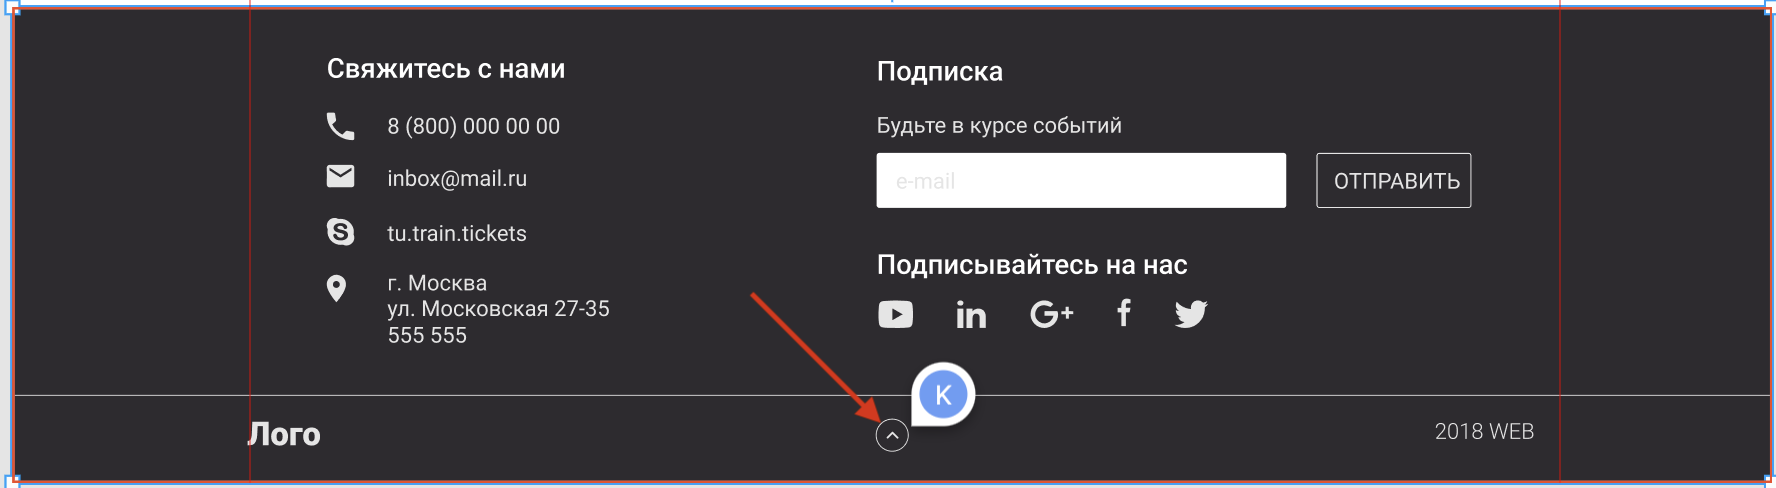 Свяжитесь с нами
8 (800) 000 00 00
inbox@mail.ru
tu.train.tickets
г. Москва
ул. Московская 27-35
555 555
Подписка
Будьте в курсе событий
e-mail
ОТПРАВИТЬ
Подписывайтесь на нас
in
G+
f
K
Лого
2018 WEB